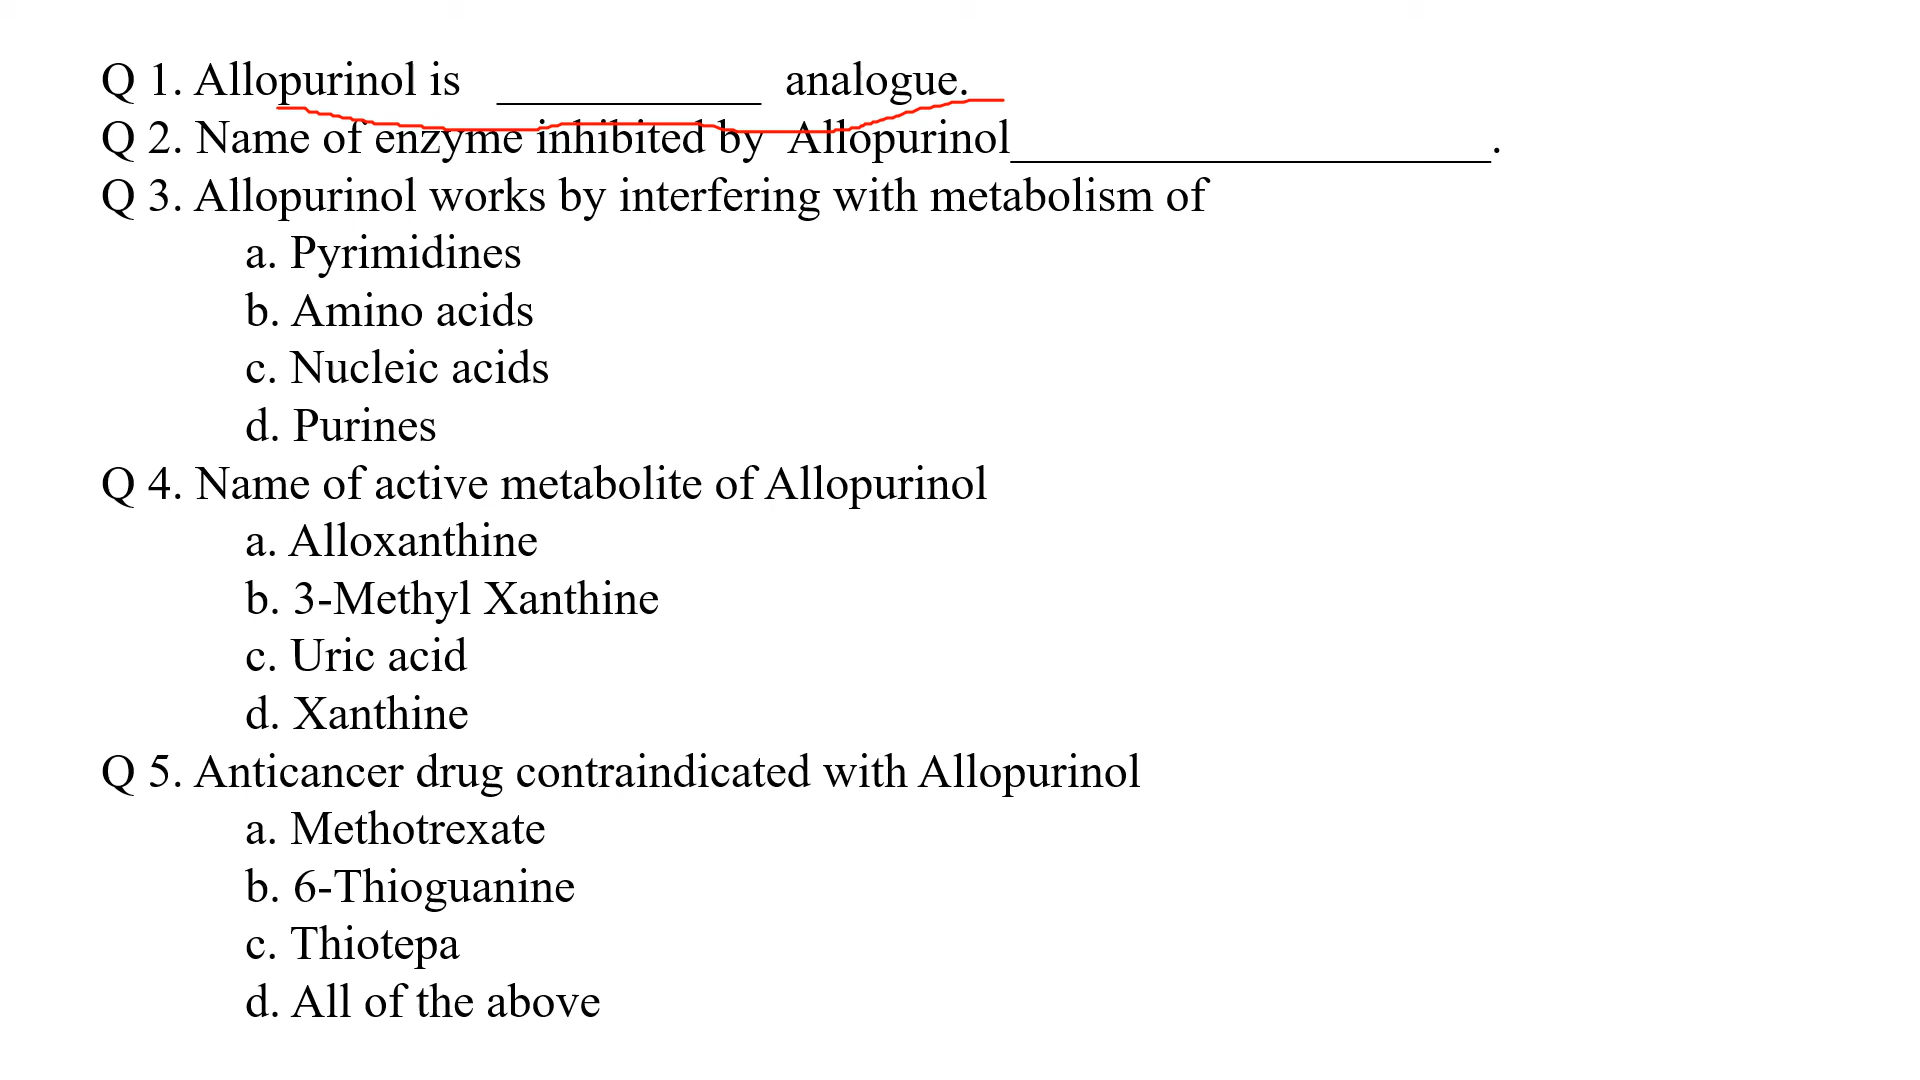 Q 1. Allopurinol is ___________ analogue.
Q 2. Name of enzyme inhibited by Allopurinol____________________.
Q 3. Allopurinol works by interfering with metabolism of
a. Pyrimidines
b. Amino acids
c. Nucleic acids
d. Purines
Q 4. Name of active metabolite of Allopurinol
a. Alloxanthine
b. 3-Methyl Xanthine
c. Uric acid
d. Xanthine
Q 5. Anticancer drug contraindicated with Allopurinol
a. Methotrexate
b. 6-Thioguanine
c. Thiotepa
d. All of the above